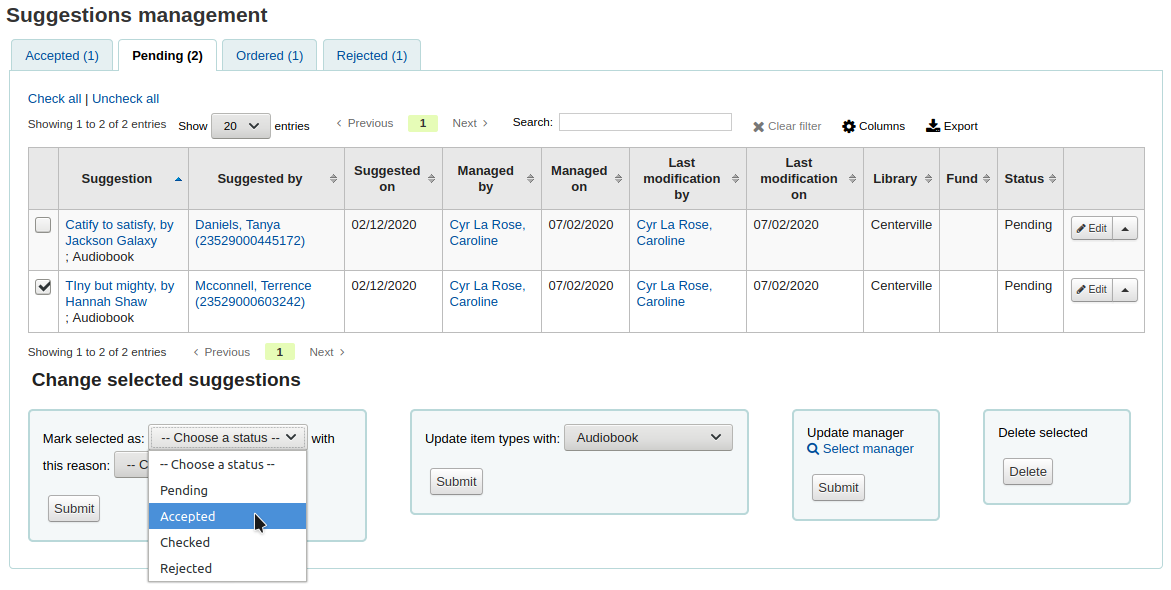 Suggestions management
Accepted (1)
Pending (2)
Ordered (1)
Rejected (1)
Check all | Uncheck all
Showing 1 to 2 of 2 entries Show 20 entries Previous 1 Next Search: Clear filter Columns Export
Suggestion Suggested by Suggested on Managed by Managed on Last modification by Last modification on Library Fund Status
Catify to satisfy, by Daniels, Tanya 02/12/2020 Cyr La Rose, 07/02/2020 Cyr La Rose, 07/02/2020 Centerville Pending Edit
Jackson Galaxy (23529000445172) Caroline Caroline
; Audiobook
TIny but mighty, by Mcconnell, Terrence 02/12/2020 Cyr La Rose, 07/02/2020 Cyr La Rose, 07/02/2020 Centerville Pending Edit
Hannah Shaw (23529000603242) Caroline Caroline
; Audiobook
Showing 1 to 2 of 2 entries Previous 1 Next
Change selected suggestions
Mark selected as: -- Choose a status -- with
this reason: -- C
Submit
-- Choose a status --
Pending
Accepted
Checked
Rejected
Update item types with: Audiobook
Submit
Update manager
Select manager
Submit
Delete selected
Delete